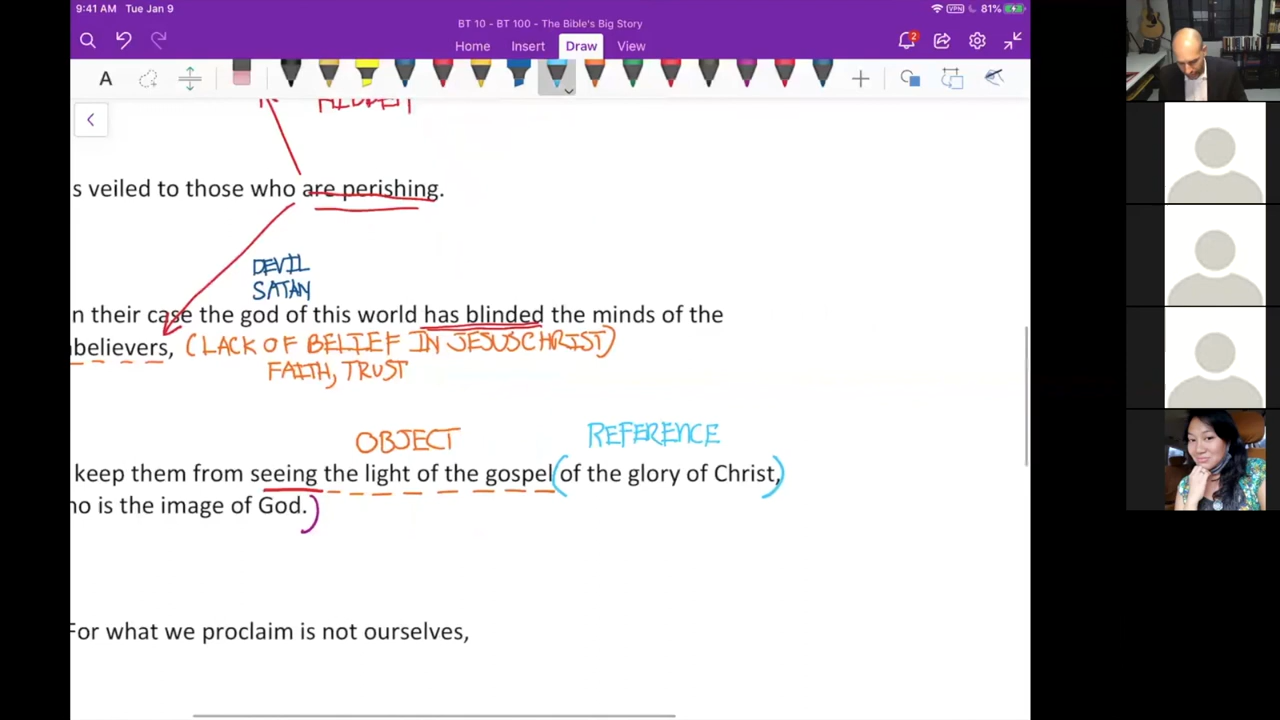 9:41 AM Tue Jan 9
VPN 81%
BT 10 - BT 100 - The Bible's Big Story
Home Insert Draw View
2
A
HIDDEN
s veiled to those who are perishing.
DEVIL
SATAN
n their case the god of this world has blinded the minds of the
believers, (LACK OF BELIEF IN JESUS CHRIST)
FAITH, TRUST
OBJECT REFERENCE
keep them from seeing the light of the gospel (of the glory of Christ,)
ho is the image of God.)
For what we proclaim is not ourselves,